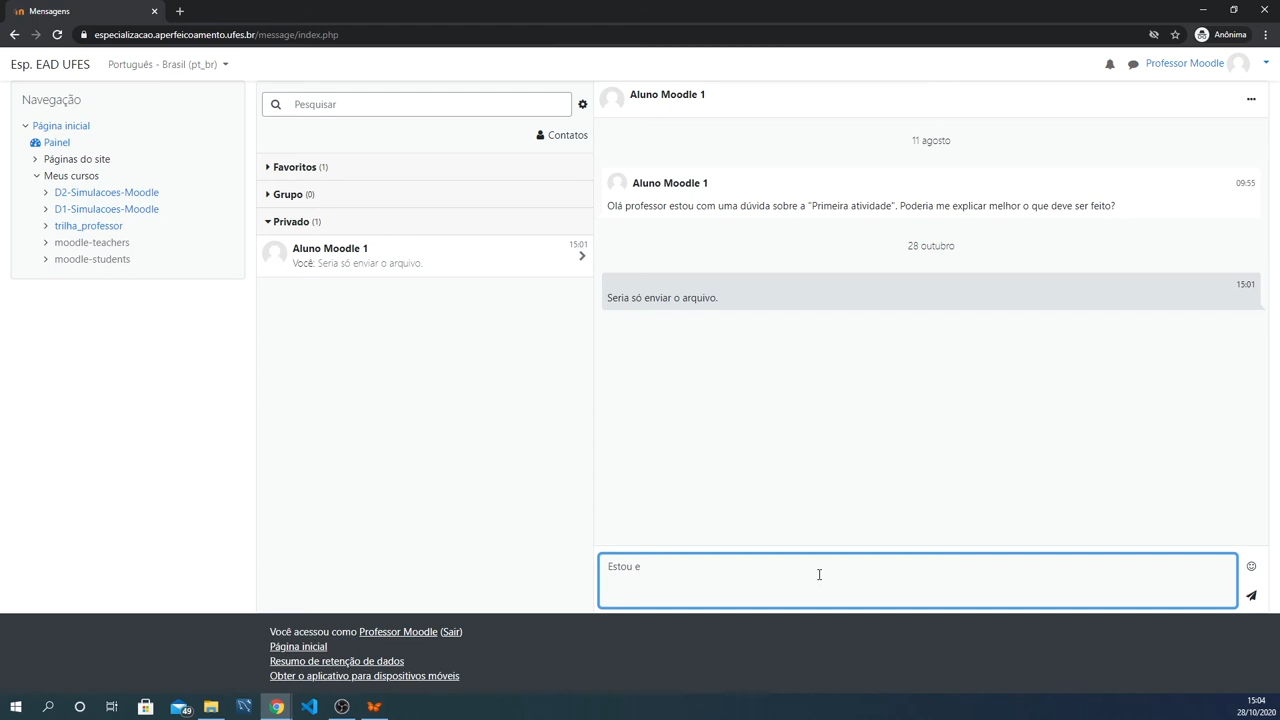 Mensagens
especializacao.aperfeicoamento.ufes.br/message/index.php
Anônima
Esp. EAD UFES
Português - Brasil (pt_br)
Professor Moodle
Navegação
Página inicial
Painel
Páginas do site
Meus cursos
D2-Simulacoes-Moodle
D1-Simulacoes-Moodle
trilha_professor
moodle-teachers
moodle-students
Pesquisar
Contatos
Favoritos (1)
Grupo (0)
Privado (1)
Aluno Moodle 1
15:01
Você: Seria só enviar o arquivo.
Aluno Moodle 1
11 agosto
Aluno Moodle 1
09:55
Olá professor estou com uma dúvida sobre a "Primeira atividade". Poderia me explicar melhor o que deve ser feito?
28 outubro
15:01
Seria só enviar o arquivo.
Estou e
Você acessou como Professor Moodle (Sair)
Página inicial
Resumo de retenção de dados
Obter o aplicativo para dispositivos móveis
49
15:04
28/10/2020